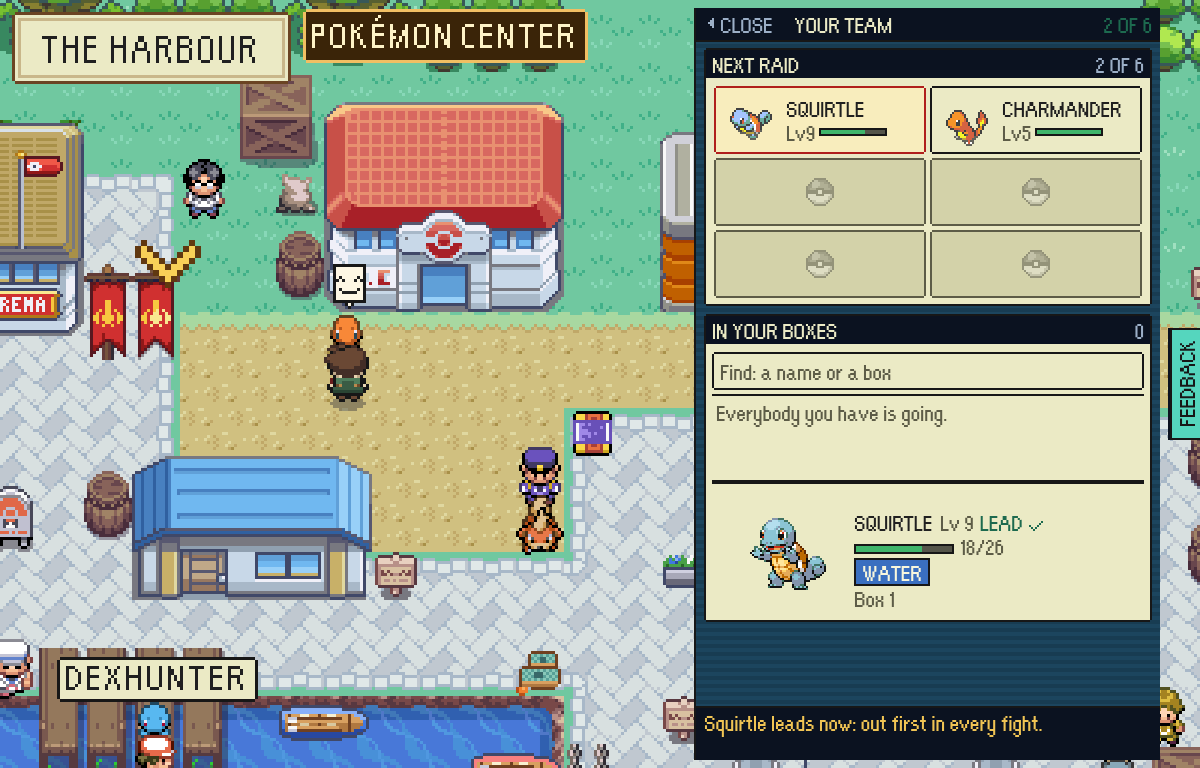 THE HARBOUR
POKÉMON CENTER
CLOSE
YOUR TEAM
2 OF 6
NEXT RAID
2 OF 6
SQUIRTLE
Lv9
CHARMANDER
Lv5
IN YOUR BOXES
0
Find: a name or a box
Everybody you have is going.
SQUIRTLE Lv 9 LEAD ✓
18/26
WATER
Box 1
Squirtle leads now: out first in every fight.
FEEDBACK
DEXHUNTER